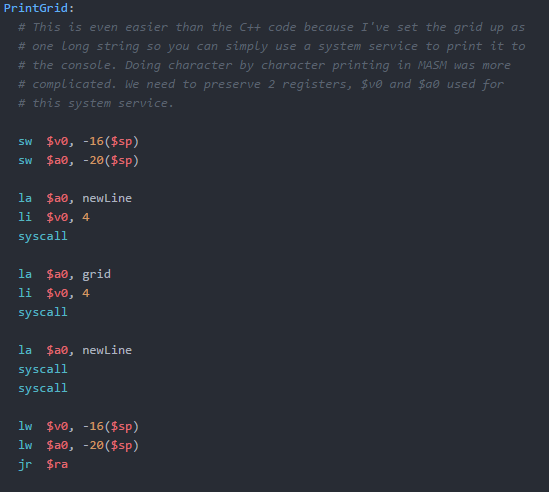 PrintGrid:
# This is even easier than the C++ code because I've set the grid up as
# one long string so you can simply use a system service to print it to
# the console. Doing character by character printing in MASM was more
# complicated. We need to preserve 2 registers, $v0 and $a0 used for
# this system service.
sw $v0, -16($sp)
sw $a0, -20($sp)
la $a0, newLine
li $v0, 4
syscall
la $a0, grid
li $v0, 4
syscall
la $a0, newLine
syscall
syscall
lw $v0, -16($sp)
lw $a0, -20($sp)
jr $ra